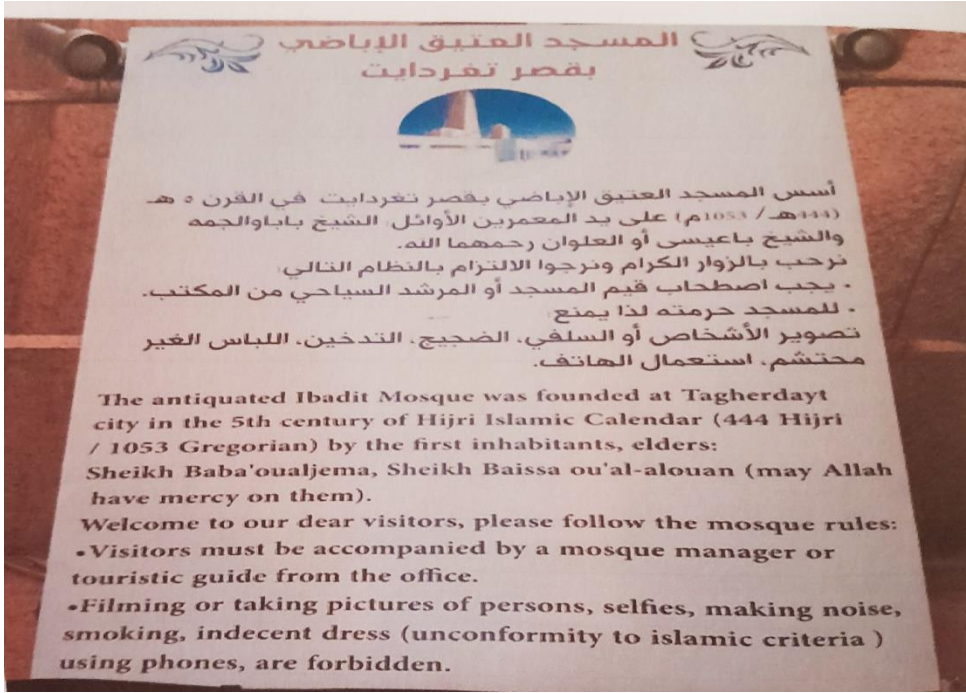 المسجد العتيق الإباضي
بقصر تغردايت
أسس المسجد العتيق الإباضي بقصر تغردايت في القرن 5 هـ
(444هـ/ 1053م) على يد المعمرين الأوائل: الشيخ باباوالجمه
والشيخ باعيسى أو العلوان رحمهما الله.
نرحب بالزوار الكرام ونرجوا الالتزام بالنظام التالي:
• يجب اصطحاب قيم المسجد أو المرشد السياحي من المكتب.
• للمسجد حرمته لذا يمنع:
تصوير الأشخاص أو السلفي، الضجيج، التدخين، اللباس الغير
محتشم، استعمال الهاتف.
The antiquated Ibadit Mosque was founded at Tagherdayt
city in the 5th century of Hijri Islamic Calendar (444 Hijri
/ 1053 Gregorian) by the first inhabitants, elders:
Sheikh Baba'oualjema, Sheikh Baissa ou'al-alouan (may Allah
have mercy on them).
Welcome to our dear visitors, please follow the mosque rules:
•Visitors must be accompanied by a mosque manager or
touristic guide from the office.
•Filming or taking pictures of persons, selfies, making noise,
smoking, indecent dress (unconformity to islamic criteria )
using phones, are forbidden.